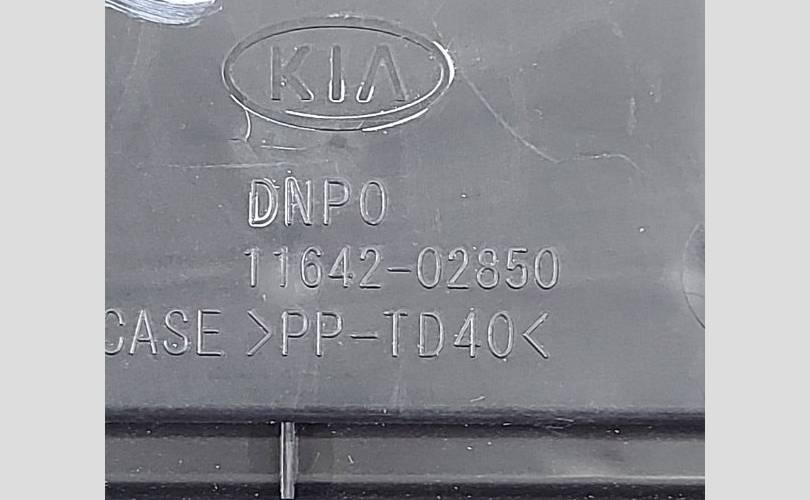 KIA
DNPO
11642-02850
CASE >PP-TD40<